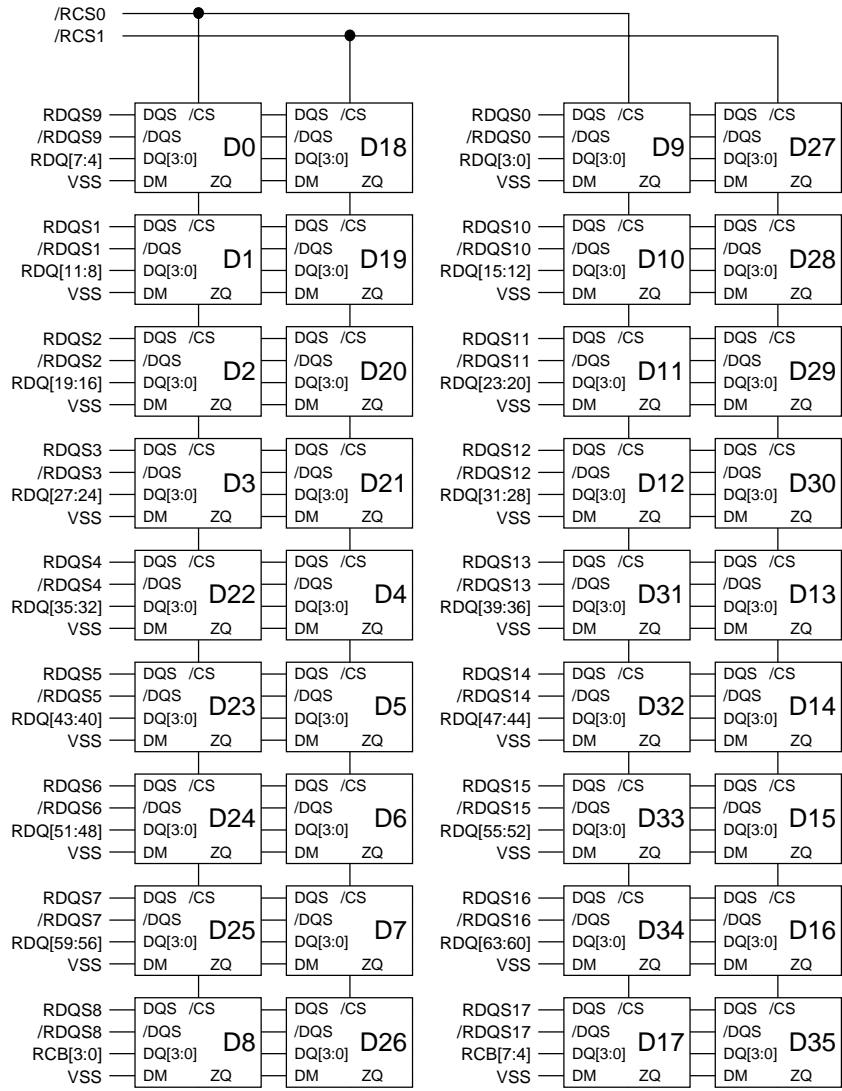 /RCS0
/RCS1
RDQS9 DQS /CS DQS /CS RDQS0 DQS /CS DQS /CS
/RDQS9 /DQS D0 /DQS D18 /RDQS0 /DQS D9 /DQS D27
RDQ[7:4] DQ[3:0] DQ[3:0] RDQ[3:0] DQ[3:0] DQ[3:0]
VSS DM ZQ DM ZQ VSS DM ZQ DM ZQ
RDQS1 DQS /CS DQS /CS RDQS10 DQS /CS DQS /CS
/RDQS1 /DQS D1 /DQS D19 /RDQS10 /DQS D10 /DQS D28
RDQ[11:8] DQ[3:0] DQ[3:0] RDQ[15:12] DQ[3:0] DQ[3:0]
VSS DM ZQ DM ZQ VSS DM ZQ DM ZQ
RDQS2 DQS /CS DQS /CS RDQS11 DQS /CS DQS /CS
/RDQS2 /DQS D2 /DQS D20 /RDQS11 /DQS D11 /DQS D29
RDQ[19:16] DQ[3:0] DQ[3:0] RDQ[23:20] DQ[3:0] DQ[3:0]
VSS DM ZQ DM ZQ VSS DM ZQ DM ZQ
RDQS3 DQS /CS DQS /CS RDQS12 DQS /CS DQS /CS
/RDQS3 /DQS D3 /DQS D21 /RDQS12 /DQS D12 /DQS D30
RDQ[27:24] DQ[3:0] DQ[3:0] RDQ[31:28] DQ[3:0] DQ[3:0]
VSS DM ZQ DM ZQ VSS DM ZQ DM ZQ
RDQS4 DQS /CS DQS /CS RDQS13 DQS /CS DQS /CS
/RDQS4 /DQS D22 /DQS D4 /RDQS13 /DQS D31 /DQS D13
RDQ[35:32] DQ[3:0] DQ[3:0] RDQ[39:36] DQ[3:0] DQ[3:0]
VSS DM ZQ DM ZQ VSS DM ZQ DM ZQ
RDQS5 DQS /CS DQS /CS RDQS14 DQS /CS DQS /CS
/RDQS5 /DQS D23 /DQS D5 /RDQS14 /DQS D32 /DQS D14
RDQ[43:40] DQ[3:0] DQ[3:0] RDQ[47:44] DQ[3:0] DQ[3:0]
VSS DM ZQ DM ZQ VSS DM ZQ DM ZQ
RDQS6 DQS /CS DQS /CS RDQS15 DQS /CS DQS /CS
/RDQS6 /DQS D24 /DQS D6 /RDQS15 /DQS D33 /DQS D15
RDQ[51:48] DQ[3:0] DQ[3:0] RDQ[55:52] DQ[3:0] DQ[3:0]
VSS DM ZQ DM ZQ VSS DM ZQ DM ZQ
RDQS7 DQS /CS DQS /CS RDQS16 DQS /CS DQS /CS
/RDQS7 /DQS D25 /DQS D7 /RDQS16 /DQS D34 /DQS D16
RDQ[59:56] DQ[3:0] DQ[3:0] RDQ[63:60] DQ[3:0] DQ[3:0]
VSS DM ZQ DM ZQ VSS DM ZQ DM ZQ
RDQS8 DQS /CS DQS /CS RDQS17 DQS /CS DQS /CS
/RDQS8 /DQS D8 /DQS D26 /RDQS17 /DQS D17 /DQS D35
RCB[3:0] DQ[3:0] DQ[3:0] RCB[7:4] DQ[3:0] DQ[3:0]
VSS DM ZQ DM ZQ VSS DM ZQ DM ZQ